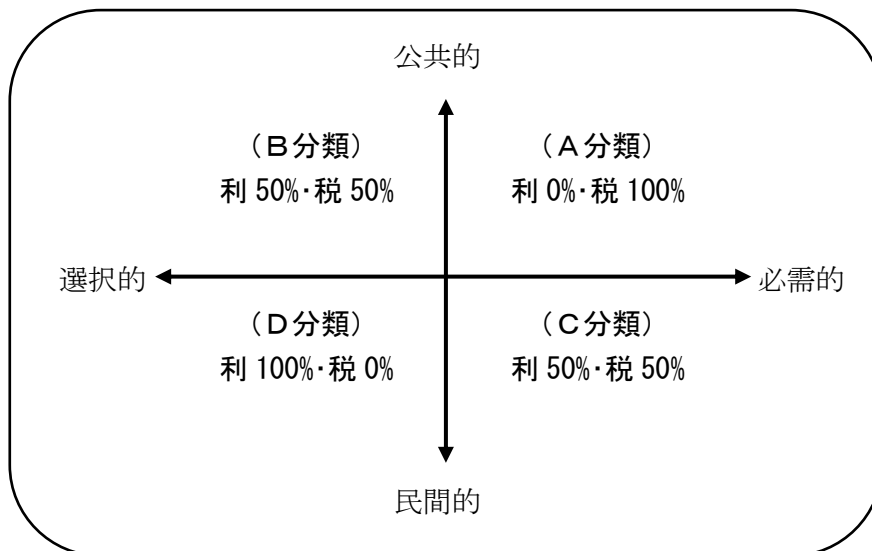 公共的
(B分類) (A分類)
利 50%・税 50% 利 0%・税 100%
選択的 必需的
(D分類) (C分類)
利 100%・税 0% 利 50%・税 50%
民間的